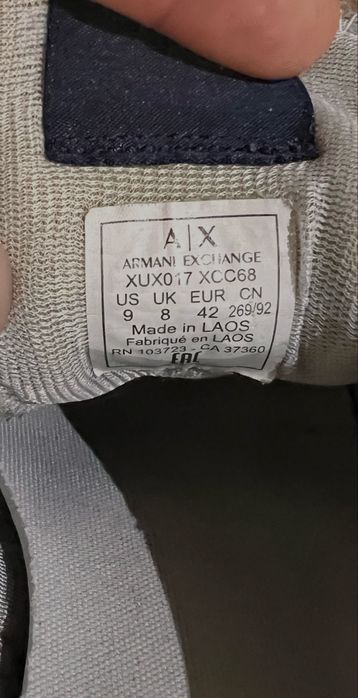 A|X
ARMANI EXCHANGE
XUX017 XCC68
US UK EUR CN
9 8 42 269/92
Made in LAOS
Fabriqué en LAOS
RN 103723 - CA 37360
EAC